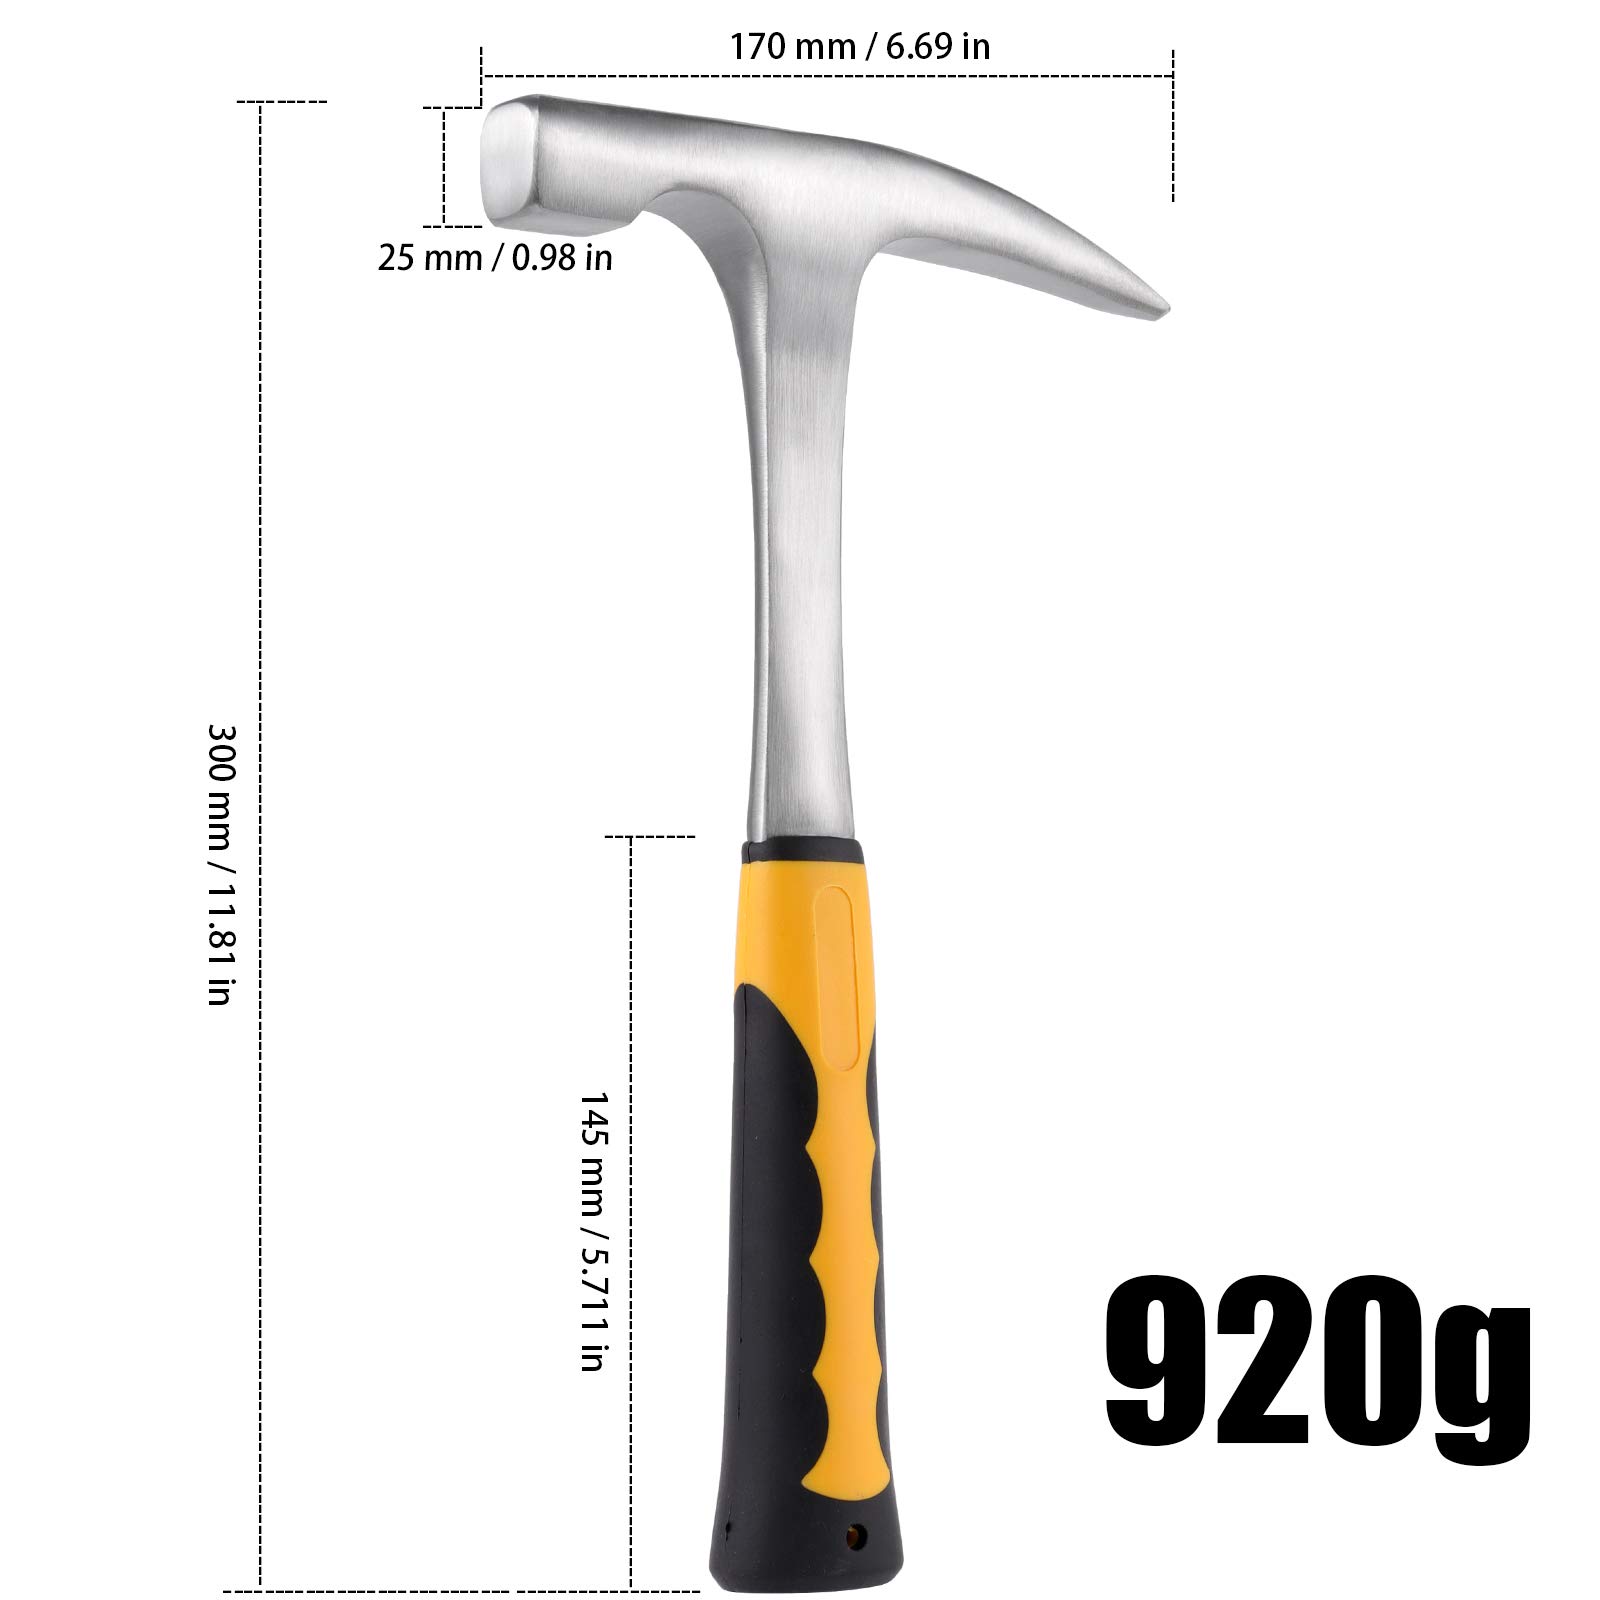 170 mm / 6.69 in
25 mm / 0.98 in
300 mm / 11.81 in
145 mm / 5.711 in
920g